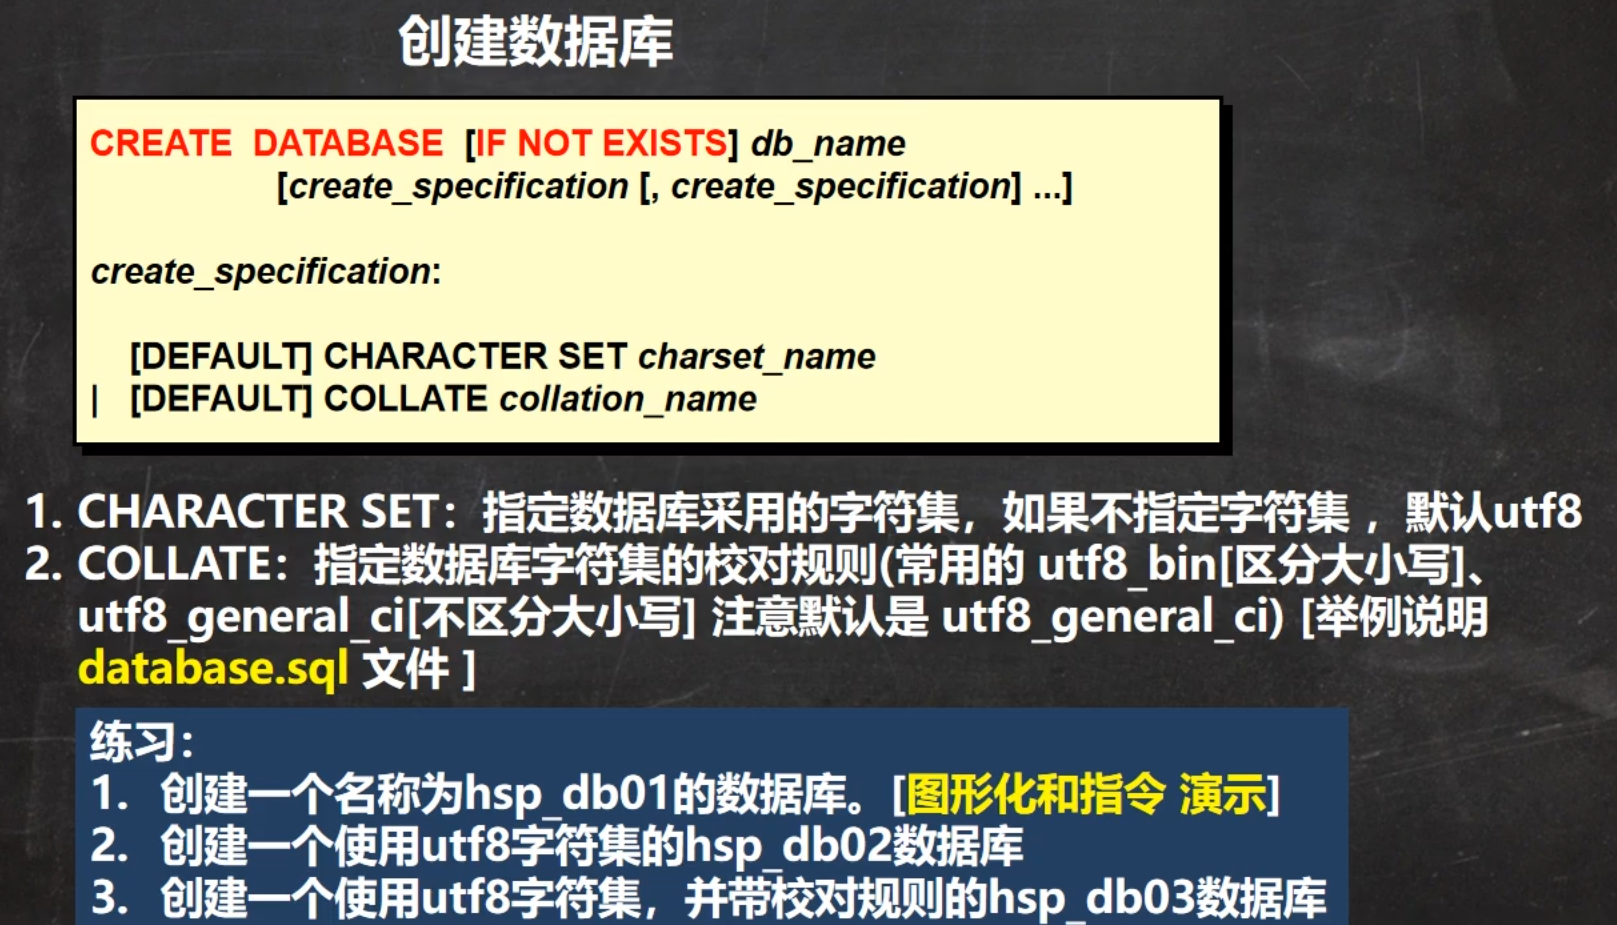 创建数据库
CREATE DATABASE [IF NOT EXISTS] db_name
[create_specification [, create_specification] ...]
create_specification:
[DEFAULT] CHARACTER SET charset_name
| [DEFAULT] COLLATE collation_name
1. CHARACTER SET：指定数据库采用的字符集，如果不指定字符集，默认utf8
2. COLLATE：指定数据库字符集的校对规则(常用的 utf8_bin[区分大小写]、
utf8_general_ci[不区分大小写] 注意默认是 utf8_general_ci) [举例说明
database.sql 文件 ]
练习：
1. 创建一个名称为hsp_db01的数据库。[图形化和指令 演示]
2. 创建一个使用utf8字符集的hsp_db02数据库
3. 创建一个使用utf8字符集，并带校对规则的hsp_db03数据库